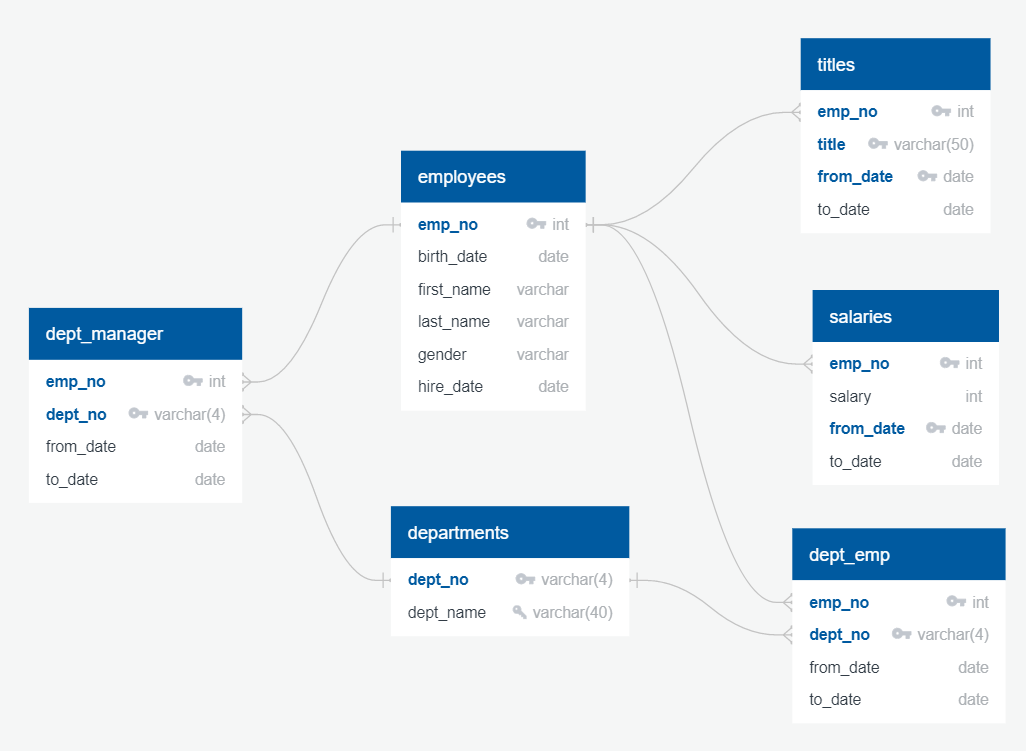 titles
emp_no int
title varchar(50)
from_date date
to_date date
employees
emp_no int
birth_date date
first_name varchar
last_name varchar
gender varchar
hire_date date
dept_manager
emp_no int
dept_no varchar(4)
from_date date
to_date date
salaries
emp_no int
salary int
from_date date
to_date date
departments
dept_no varchar(4)
dept_name varchar(40)
dept_emp
emp_no int
dept_no varchar(4)
from_date date
to_date date